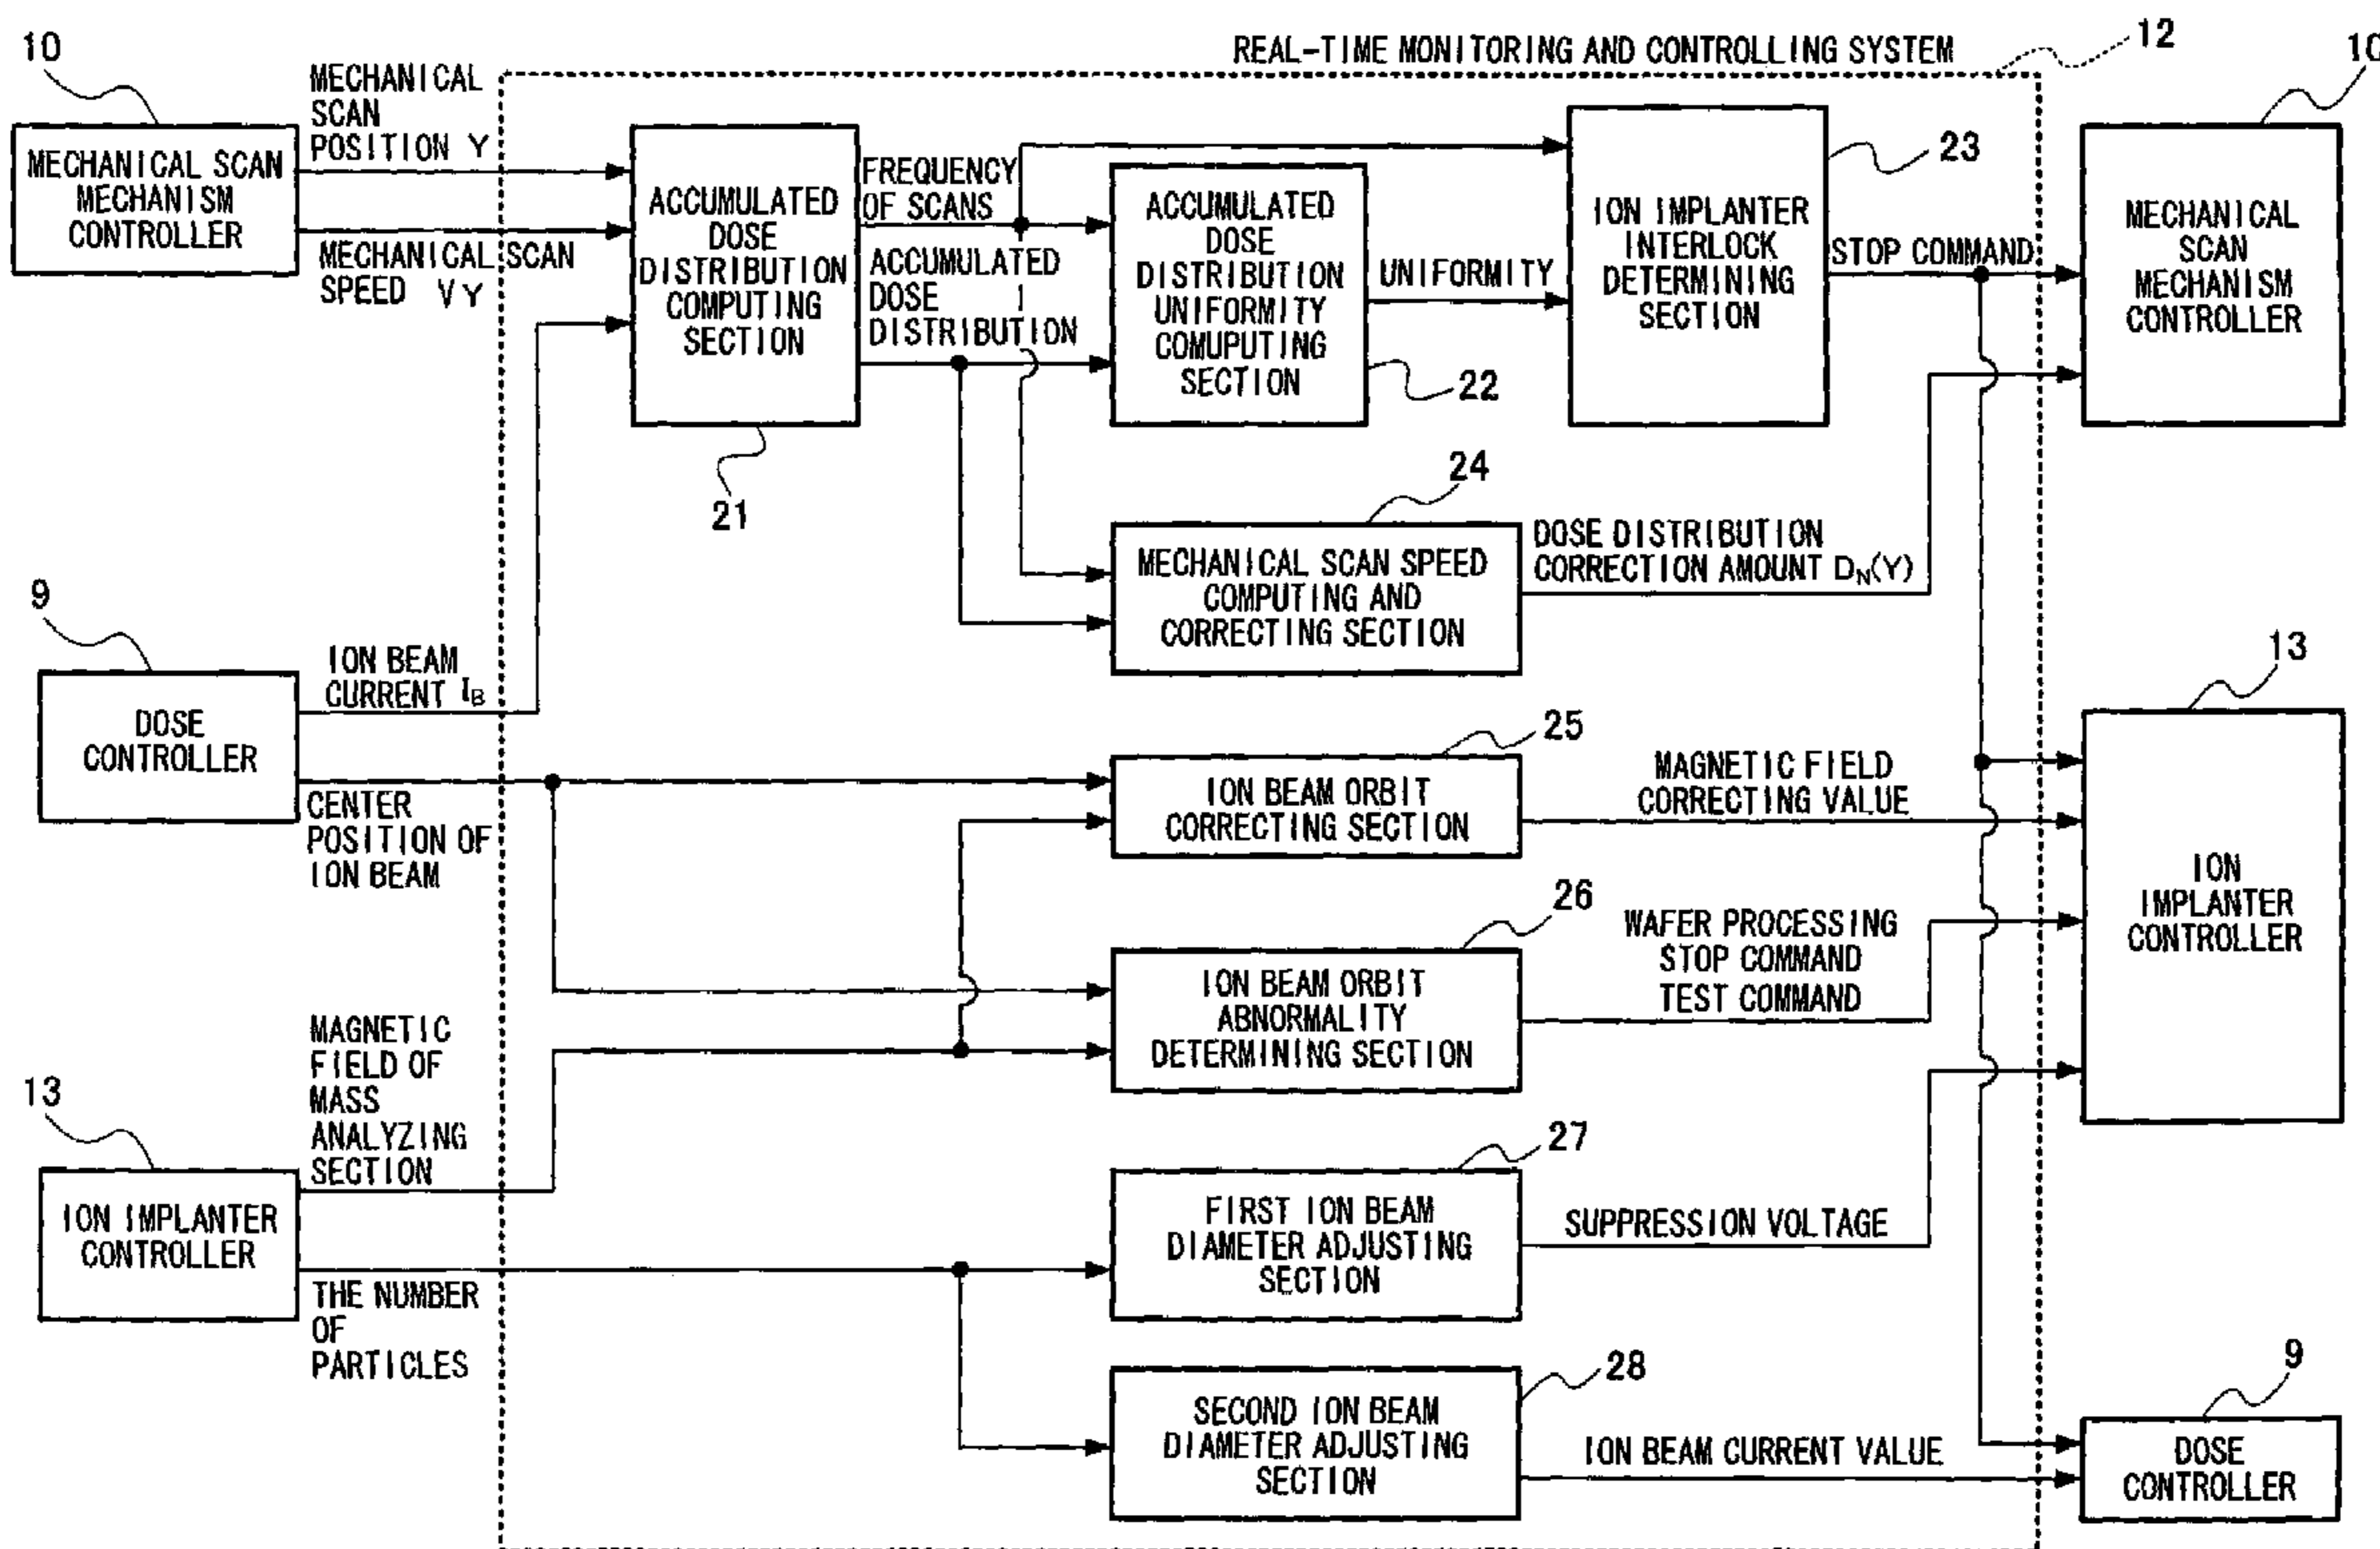 REAL-TIME MONITORING AND CONTROLLING SYSTEM
12
10
MECHANICAL SCAN
MECHANISM
CONTROLLER
MECHANICAL
SCAN
POSITION Y
MECHANICAL SCAN
SPEED VY
ACCUMULATED
DOSE
DISTRIBUTION
COMPUTING
SECTION
21
FREQUENCY
OF SCANS
ACCUMULATED
DOSE
DISTRIBUTION
ACCUMULATED
DOSE
DISTRIBUTION
UNIFORMITY
COMUPUTING
SECTION
22
UNIFORMITY
ION IMPLANTER
INTERLOCK
DETERMINING
SECTION
23
STOP COMMAND
10
MECHANICAL
SCAN
MECHANISM
CONTROLLER
24
MECHANICAL SCAN SPEED
COMPUTING AND
CORRECTING SECTION
DOSE DISTRIBUTION
CORRECTION AMOUNT DN(Y)
9
DOSE
CONTROLLER
ION BEAM
CURRENT IB
CENTER
POSITION OF
ION BEAM
25
ION BEAM ORBIT
CORRECTING SECTION
MAGNETIC FIELD
CORRECTING VALUE
13
ION
IMPLANTER
CONTROLLER
26
ION BEAM ORBIT
ABNORMALITY
DETERMINING SECTION
WAFER PROCESSING
STOP COMMAND
TEST COMMAND
13
ION IMPLANTER
CONTROLLER
MAGNETIC
FIELD OF
MASS
ANALYZING
SECTION
THE NUMBER
OF
PARTICLES
27
FIRST ION BEAM
DIAMETER ADJUSTING
SECTION
SUPPRESSION VOLTAGE
28
SECOND ION BEAM
DIAMETER ADJUSTING
SECTION
ION BEAM CURRENT VALUE
9
DOSE
CONTROLLER